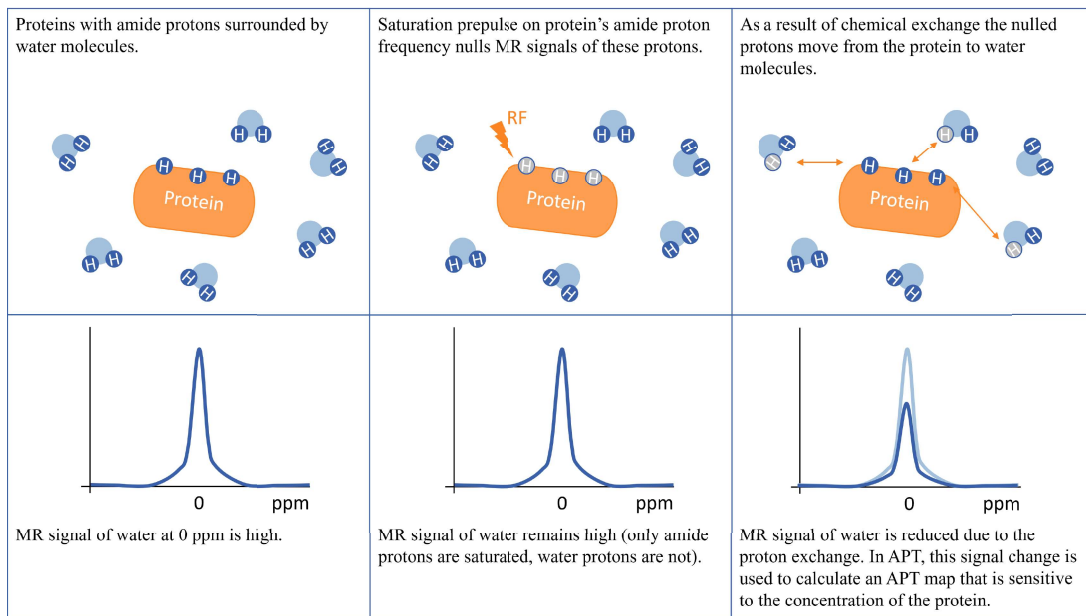 Proteins with amide protons surrounded by
water molecules.
Saturation prepulse on protein's amide proton
frequency nulls MR signals of these protons.
As a result of chemical exchange the nulled
protons move from the protein to water
molecules.
H H
H H
H H
H H H
Protein
H H
H H
H H
RF
H H
H H
H H
H H H
Protein
H H
H H
H H
H H
H H
H H
H H H
Protein
H H
H H
H H
0 ppm
0 ppm
0 ppm
MR signal of water at 0 ppm is high.
MR signal of water remains high (only amide
protons are saturated, water protons are not).
MR signal of water is reduced due to the
proton exchange. In APT, this signal change is
used to calculate an APT map that is sensitive
to the concentration of the protein.